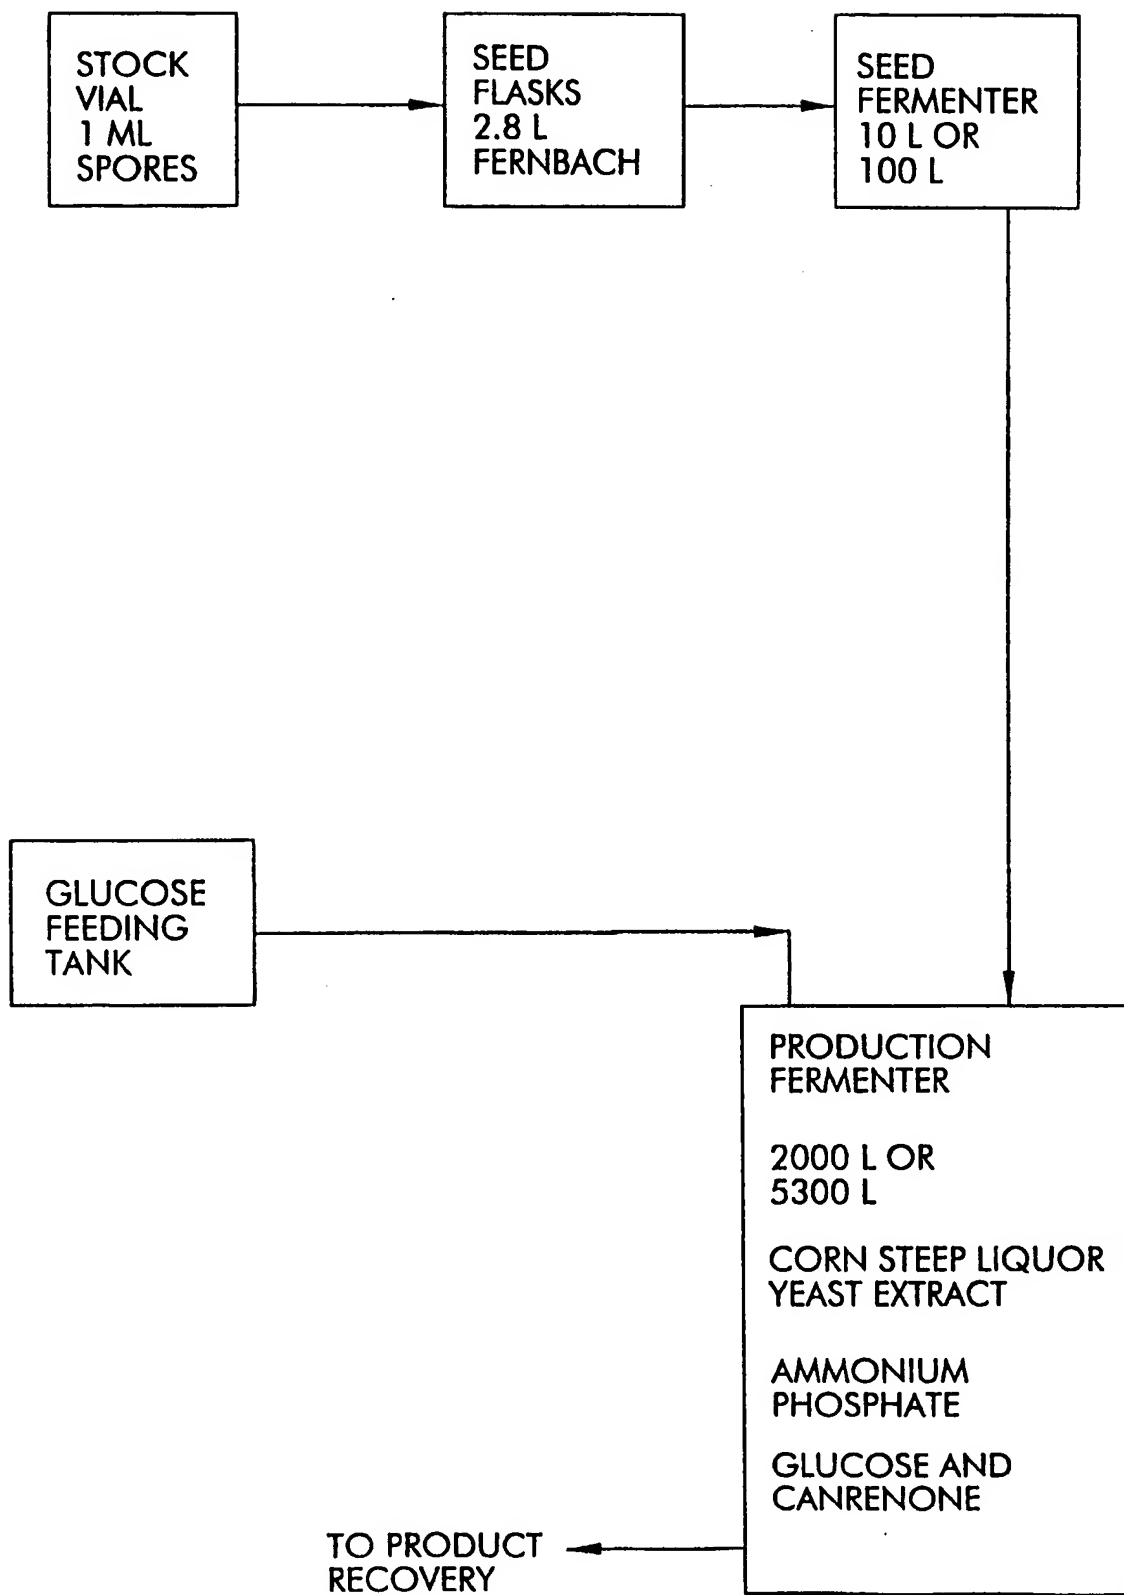 STOCK
VIAL
1 ML
SPORES
SEED
FLASKS
2.8 L
FERNBACH
SEED
FERMENTER
10 L OR
100 L
GLUCOSE
FEEDING
TANK
PRODUCTION
FERMENTER
2000 L OR
5300 L
CORN STEEP LIQUOR
YEAST EXTRACT
AMMONIUM
PHOSPHATE
GLUCOSE AND
CANRENONE
TO PRODUCT
RECOVERY